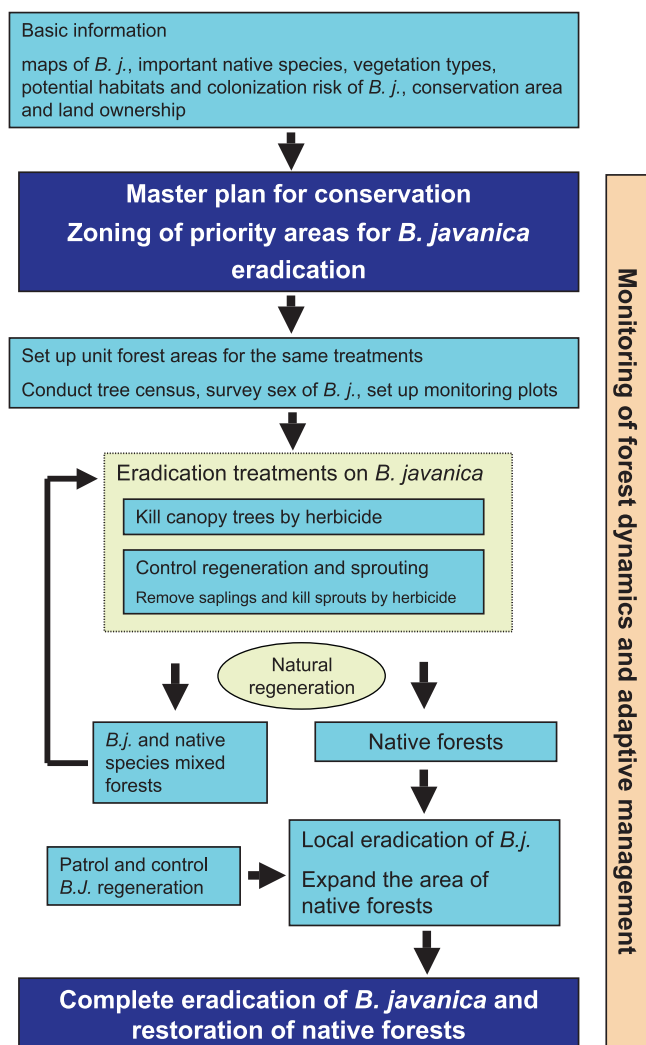 Basic information
maps of B. j., important native species, vegetation types,
potential habitats and colonization risk of B. j., conservation area
and land ownership
Master plan for conservation
Zoning of priority areas for B. javanica
eradication
Set up unit forest areas for the same treatments
Conduct tree census, survey sex of B. j., set up monitoring plots
Eradication treatments on B. javanica
Kill canopy trees by herbicide
Control regeneration and sprouting
Remove saplings and kill sprouts by herbicide
Natural
regeneration
B.j. and native
species mixed
forests
Native forests
Local eradication of B.j.
Expand the area of
native forests
Patrol and control
B.J. regeneration
Complete eradication of B. javanica and
restoration of native forests
Monitoring of forest dynamics and adaptive management